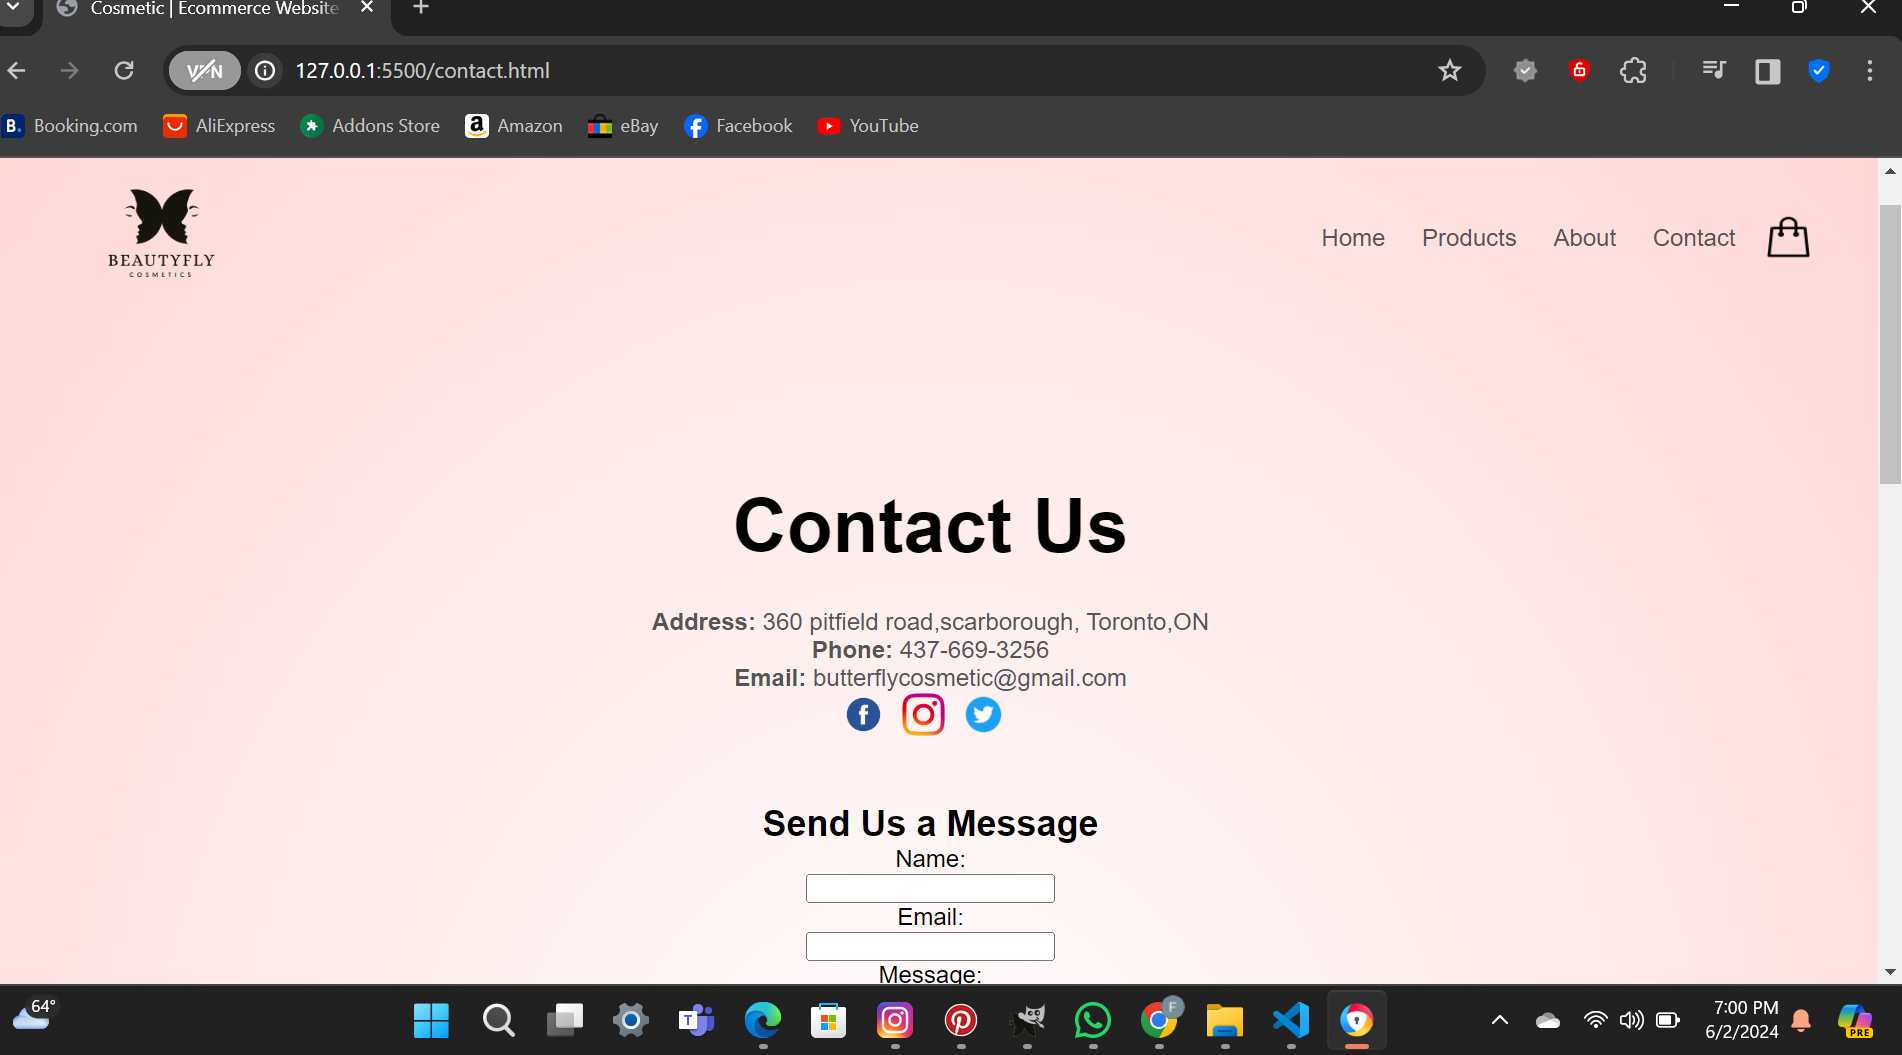 Cosmetic | Ecommerce Website
VPN
127.0.0.1:5500/contact.html
B. Booking.com
AliExpress
Addons Store
a Amazon
eBay
Facebook
YouTube
BEAUTYFLY
COSMETICS
Home
Products
About
Contact
Contact Us
Address: 360 pitfield road,scarborough, Toronto,ON
Phone: 437-669-3256
Email: butterflycosmetic@gmail.com
Send Us a Message
Name:
Email:
Message:
64°
T
F
7:00 PM
6/2/2024
PRE